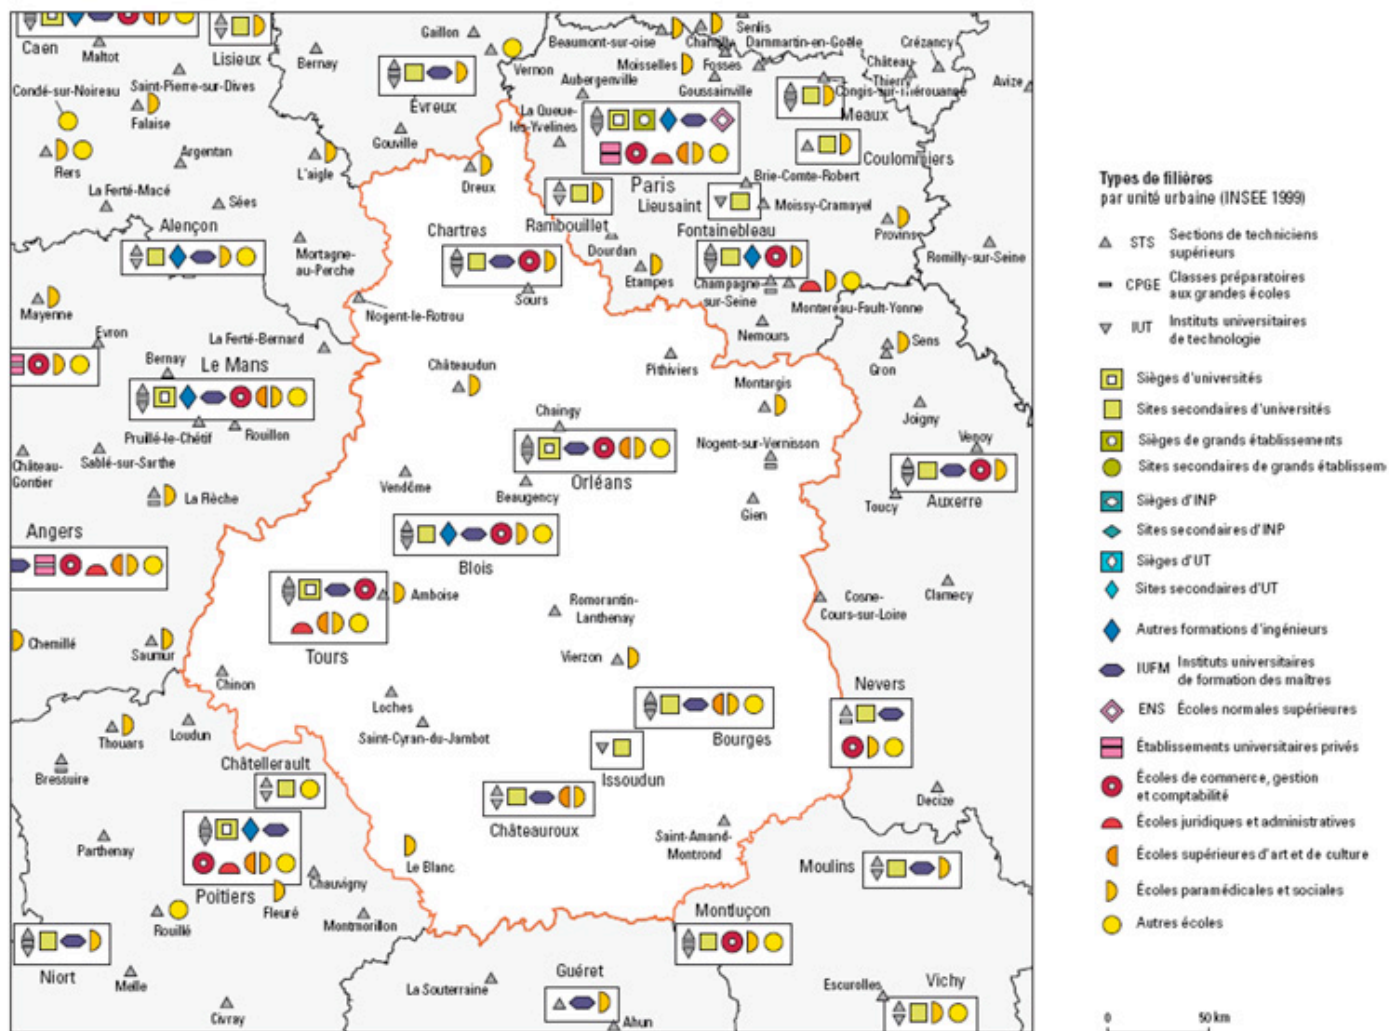 Caen
Maltot
Lisieux
Bernay
Gaillon
Vernon
Évreux
Beaumont-sur-oise
Senlis
Dammartin-en-Goële
Crézancy
Moisselles
Fosses
Château-
Thierry
Avize
Aubergenville
Goussainville
Meaux
Condé-sur-Noireau
Saint-Pierre-sur-Dives
Falaise
Gouville
La Queue-
lès-Yvelines
Coulommiers
Argentan
L'aigle
Dreux
Paris
Brie-Comte-Robert
Lieusaint
Moissy-Cramayel
Rambouillet
La Ferté-Macé
Sées
Alençon
Mortagne-
au-Perche
Chartres
Sours
Dourdan
Etampes
Fontainebleau
Champagne
sur-Seine
Provins
Romilly-sur-Seine
Montereau-Fault-Yonne
Nemours
Mayenne
Evron
La Ferté-Bernard
Nogent-le-Rotrou
Bernay
Le Mans
Châteaudun
Pithiviers
Montargis
Sens
Gron
Joigny
Pruillé-le-Chétif
Rouillon
Chaingy
Nogent-sur-Vernisson
Venoy
Château-
Gontier
Sablé-sur-Sarthe
La Rèche
Vendôme
Beaugency
Orléans
Gien
Toucy
Auxerre
Angers
Blois
Amboise
Romorantin-
Lanthenay
Cosne-
Cours-sur-Loire
Clamecy
Chemillé
Saumur
Tours
Vierzon
Chinon
Loches
Saint-Cyran-du-Jambot
Bourges
Nevers
Thouars
Loudun
Bressuire
Châtellerault
Issoudun
Châteauroux
Decize
Parthenay
Saint-Amand-
Montrond
Moulins
Poitiers
Chauvigny
Le Blanc
Fleuré
Rouillé
Montmorillon
Montluçon
Niort
Melle
Civray
La Souterraine
Guéret
Ahun
Escurolles
Vichy
Types de filières
par unité urbaine (INSEE 1999)
STS Sections de techniciens
supérieurs
CPGE Classes préparatoires
aux grandes écoles
IUT Instituts universitaires
de technologie
Sièges d'universités
Sites secondaires d'universités
Sièges de grands établissements
Sites secondaires de grands établissem
Sièges d'INP
Sites secondaires d'INP
Sièges d'UT
Sites secondaires d'UT
Autres formations d'ingénieurs
IUFM Instituts universitaires
de formation des maîtres
ENS Écoles normales supérieures
Établissements universitaires privés
Écoles de commerce, gestion
et comptabilité
Écoles juridiques et administratives
Écoles supérieures d'art et de culture
Écoles paramédicales et sociales
Autres écoles
0 50 km